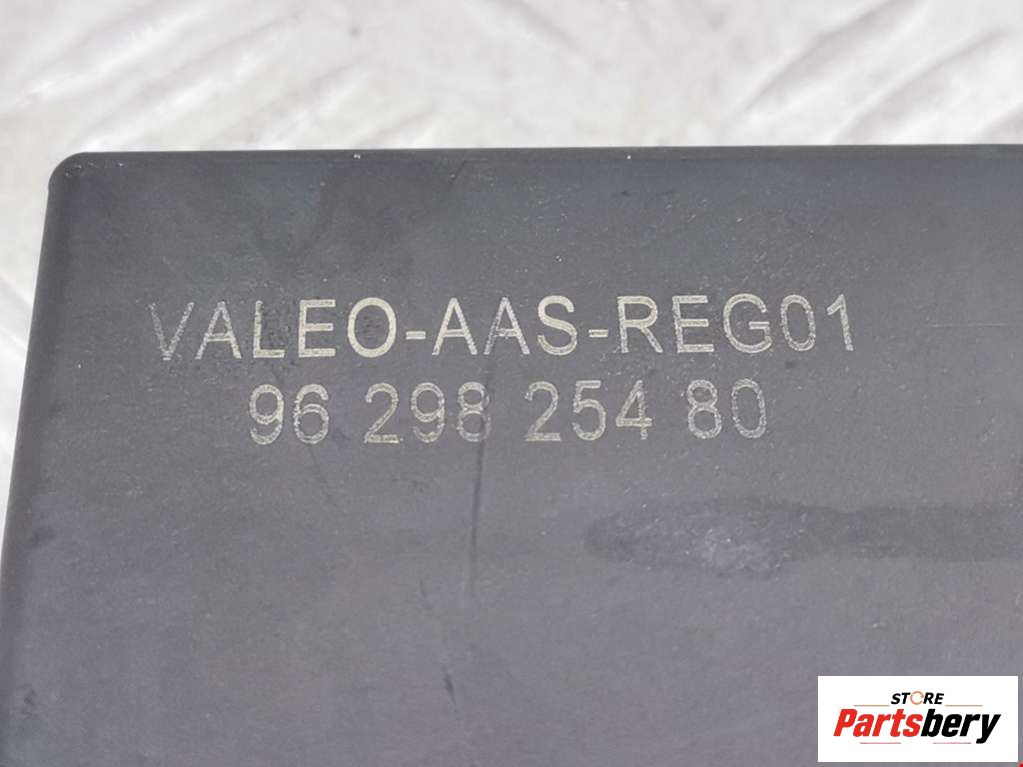 VALEO-AAS-REG01
96 298 254 80
STORE
Partsbery